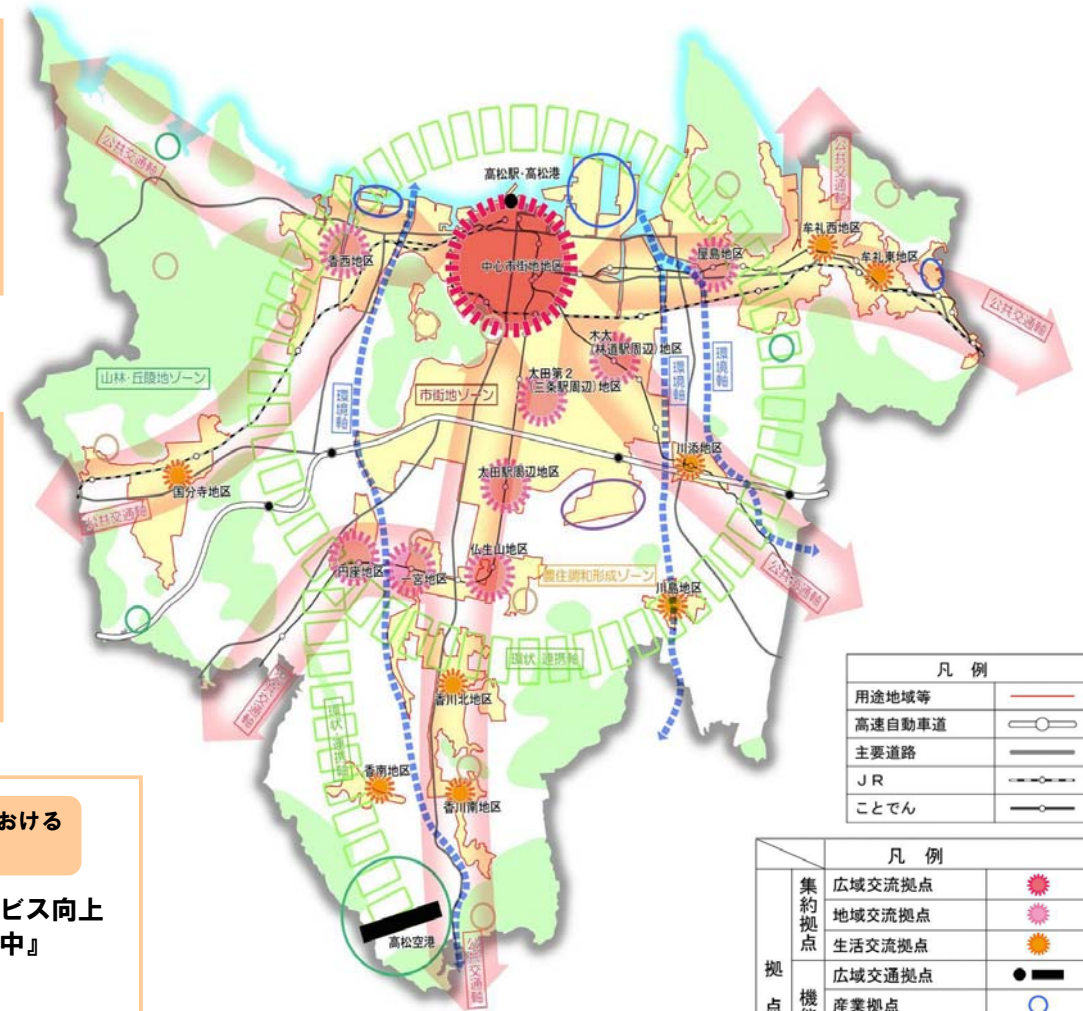 公共交通軸
高松駅・高松港
公共交通軸
牟礼西地区
香西地区
中心市街地地区
屋島地区
牟礼東地区
公共交通軸
山林・丘陵地ゾーン
環境軸
市街地ゾーン
木太
(林道駅周辺)地区
太田第2
(三条駅周辺)地区
環境軸
環境軸
国分寺地区
公共交通軸
太田駅周辺地区
川添地区
円座地区
一宮地区
仏生山地区
農住調和形成ゾーン
川島地区
公共交通軸
公共交通軸
環状・連携軸
環状・連携軸
香川北地区
香南地区
香川南地区
高松空港
公共交通軸
おける
ビス向上
中』
凡 例
用途地域等
高速自動車道
主要道路
JR
ことでん
凡 例
拠点
集約拠点
広域交流拠点
地域交流拠点
生活交流拠点
機
広域交通拠点
産業拠点